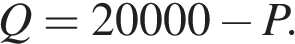 Q = 20000 − P.